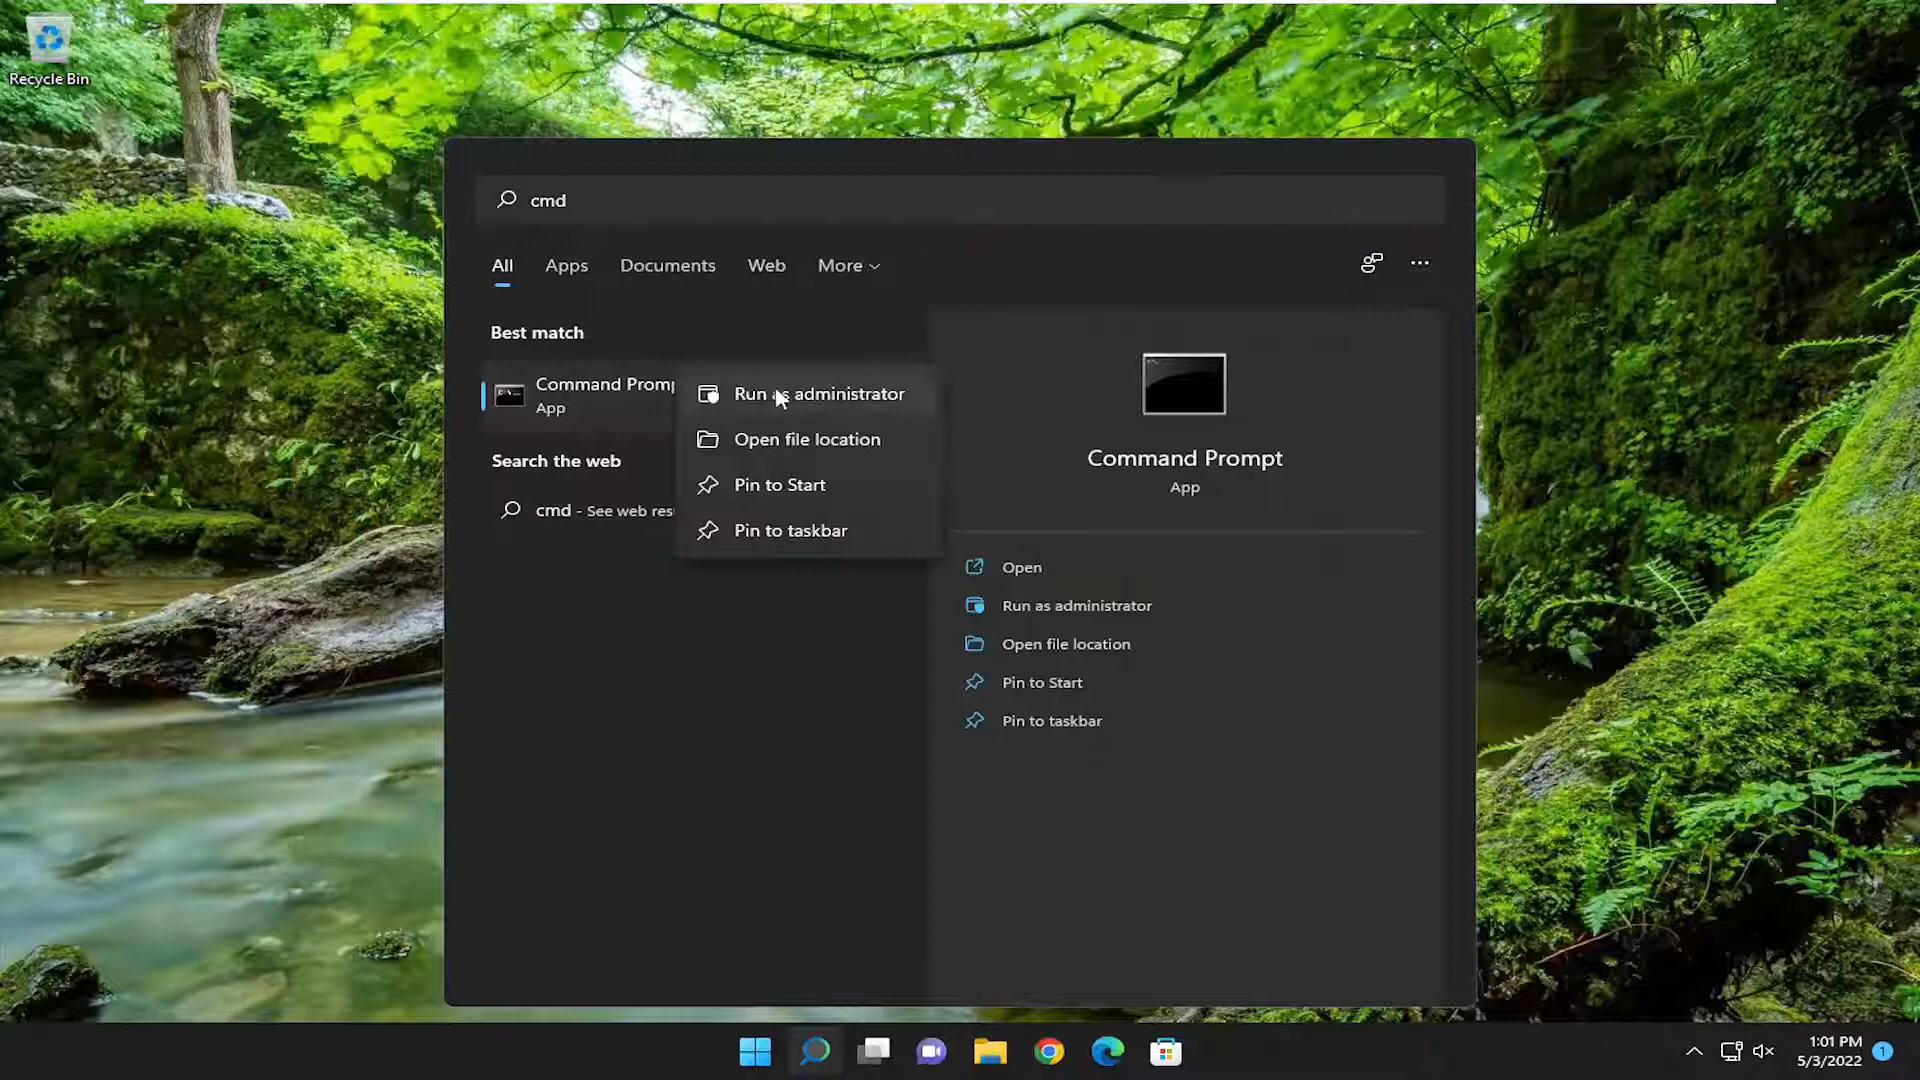 Recycle Bin
cmd
All Apps Documents Web More
Best match
Command Promp
App
Run as administrator
Open file location
Pin to Start
Pin to taskbar
Search the web
cmd - See web res
Command Prompt
App
Open
Run as administrator
Open file location
Pin to Start
Pin to taskbar
1:01 PM
5/3/2022
1